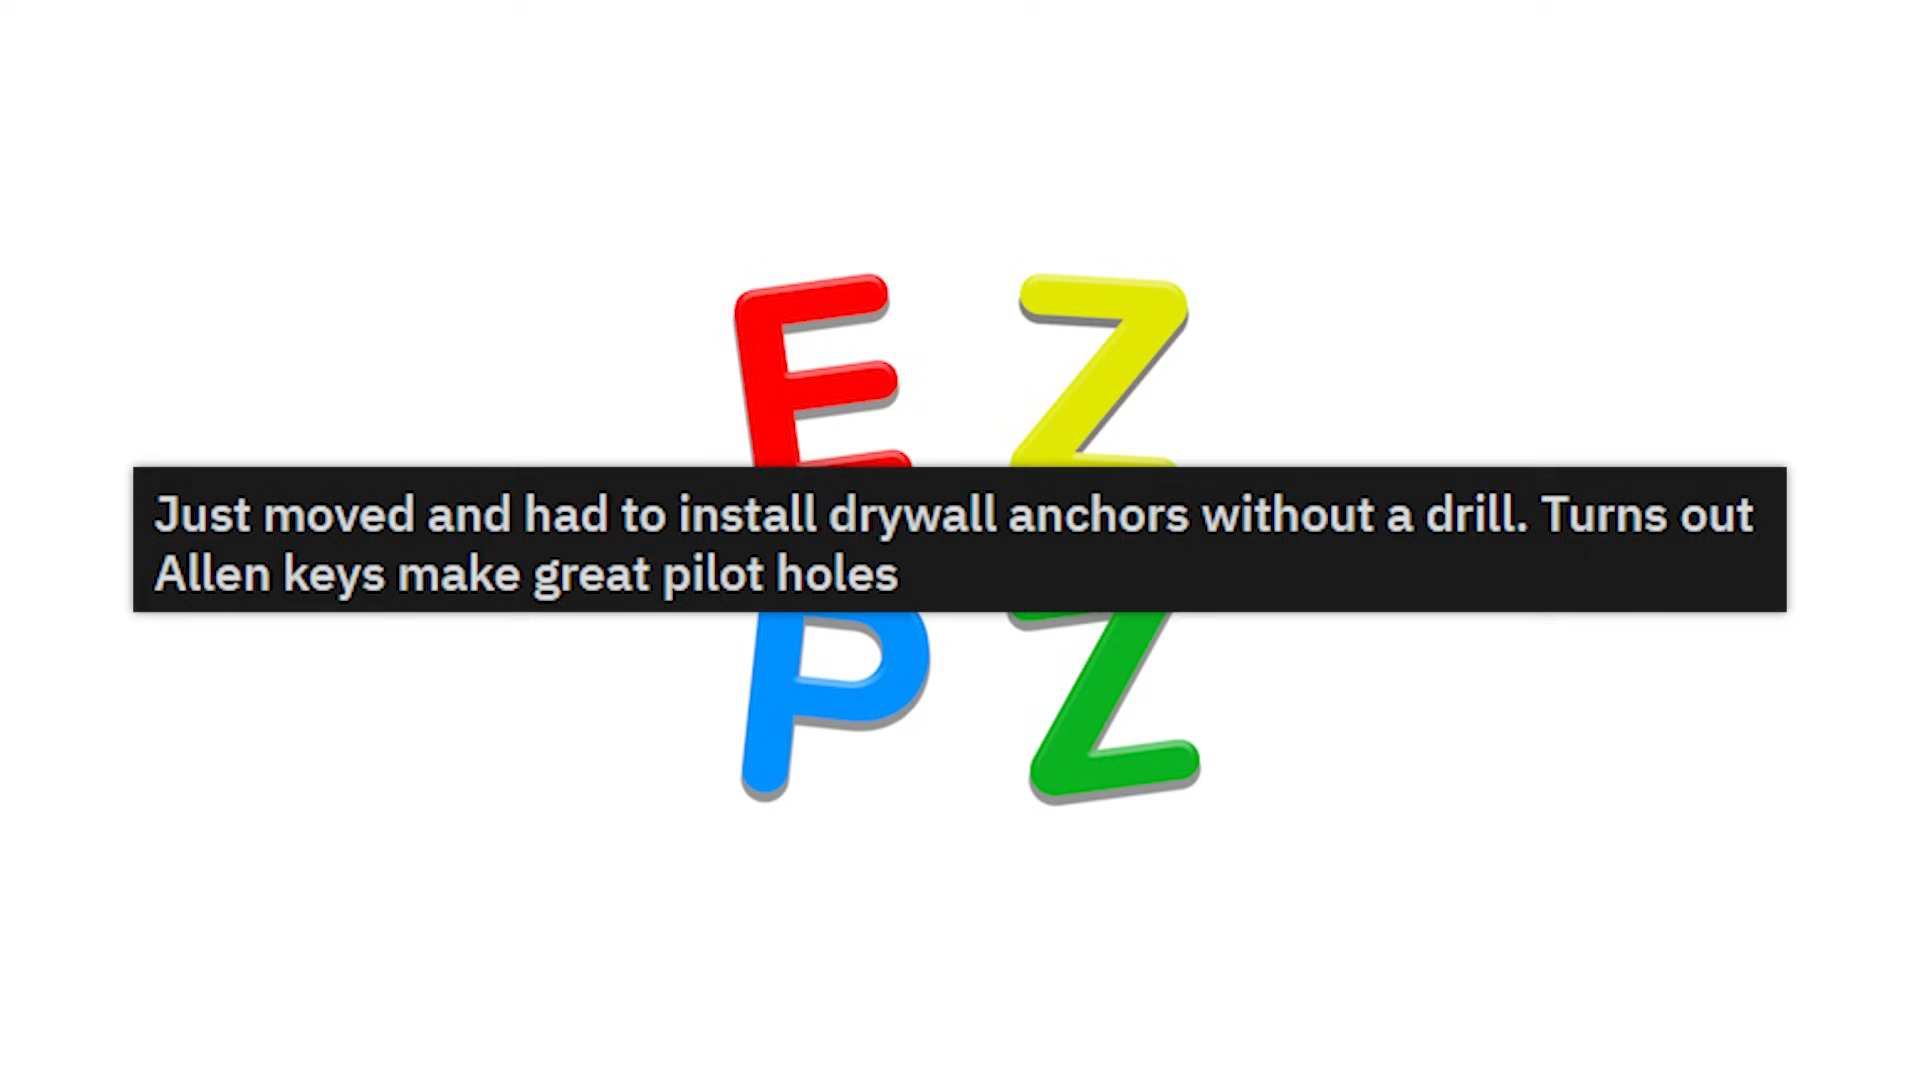 E Z
Just moved and had to install drywall anchors without a drill. Turns out
Allen keys make great pilot holes
P Z